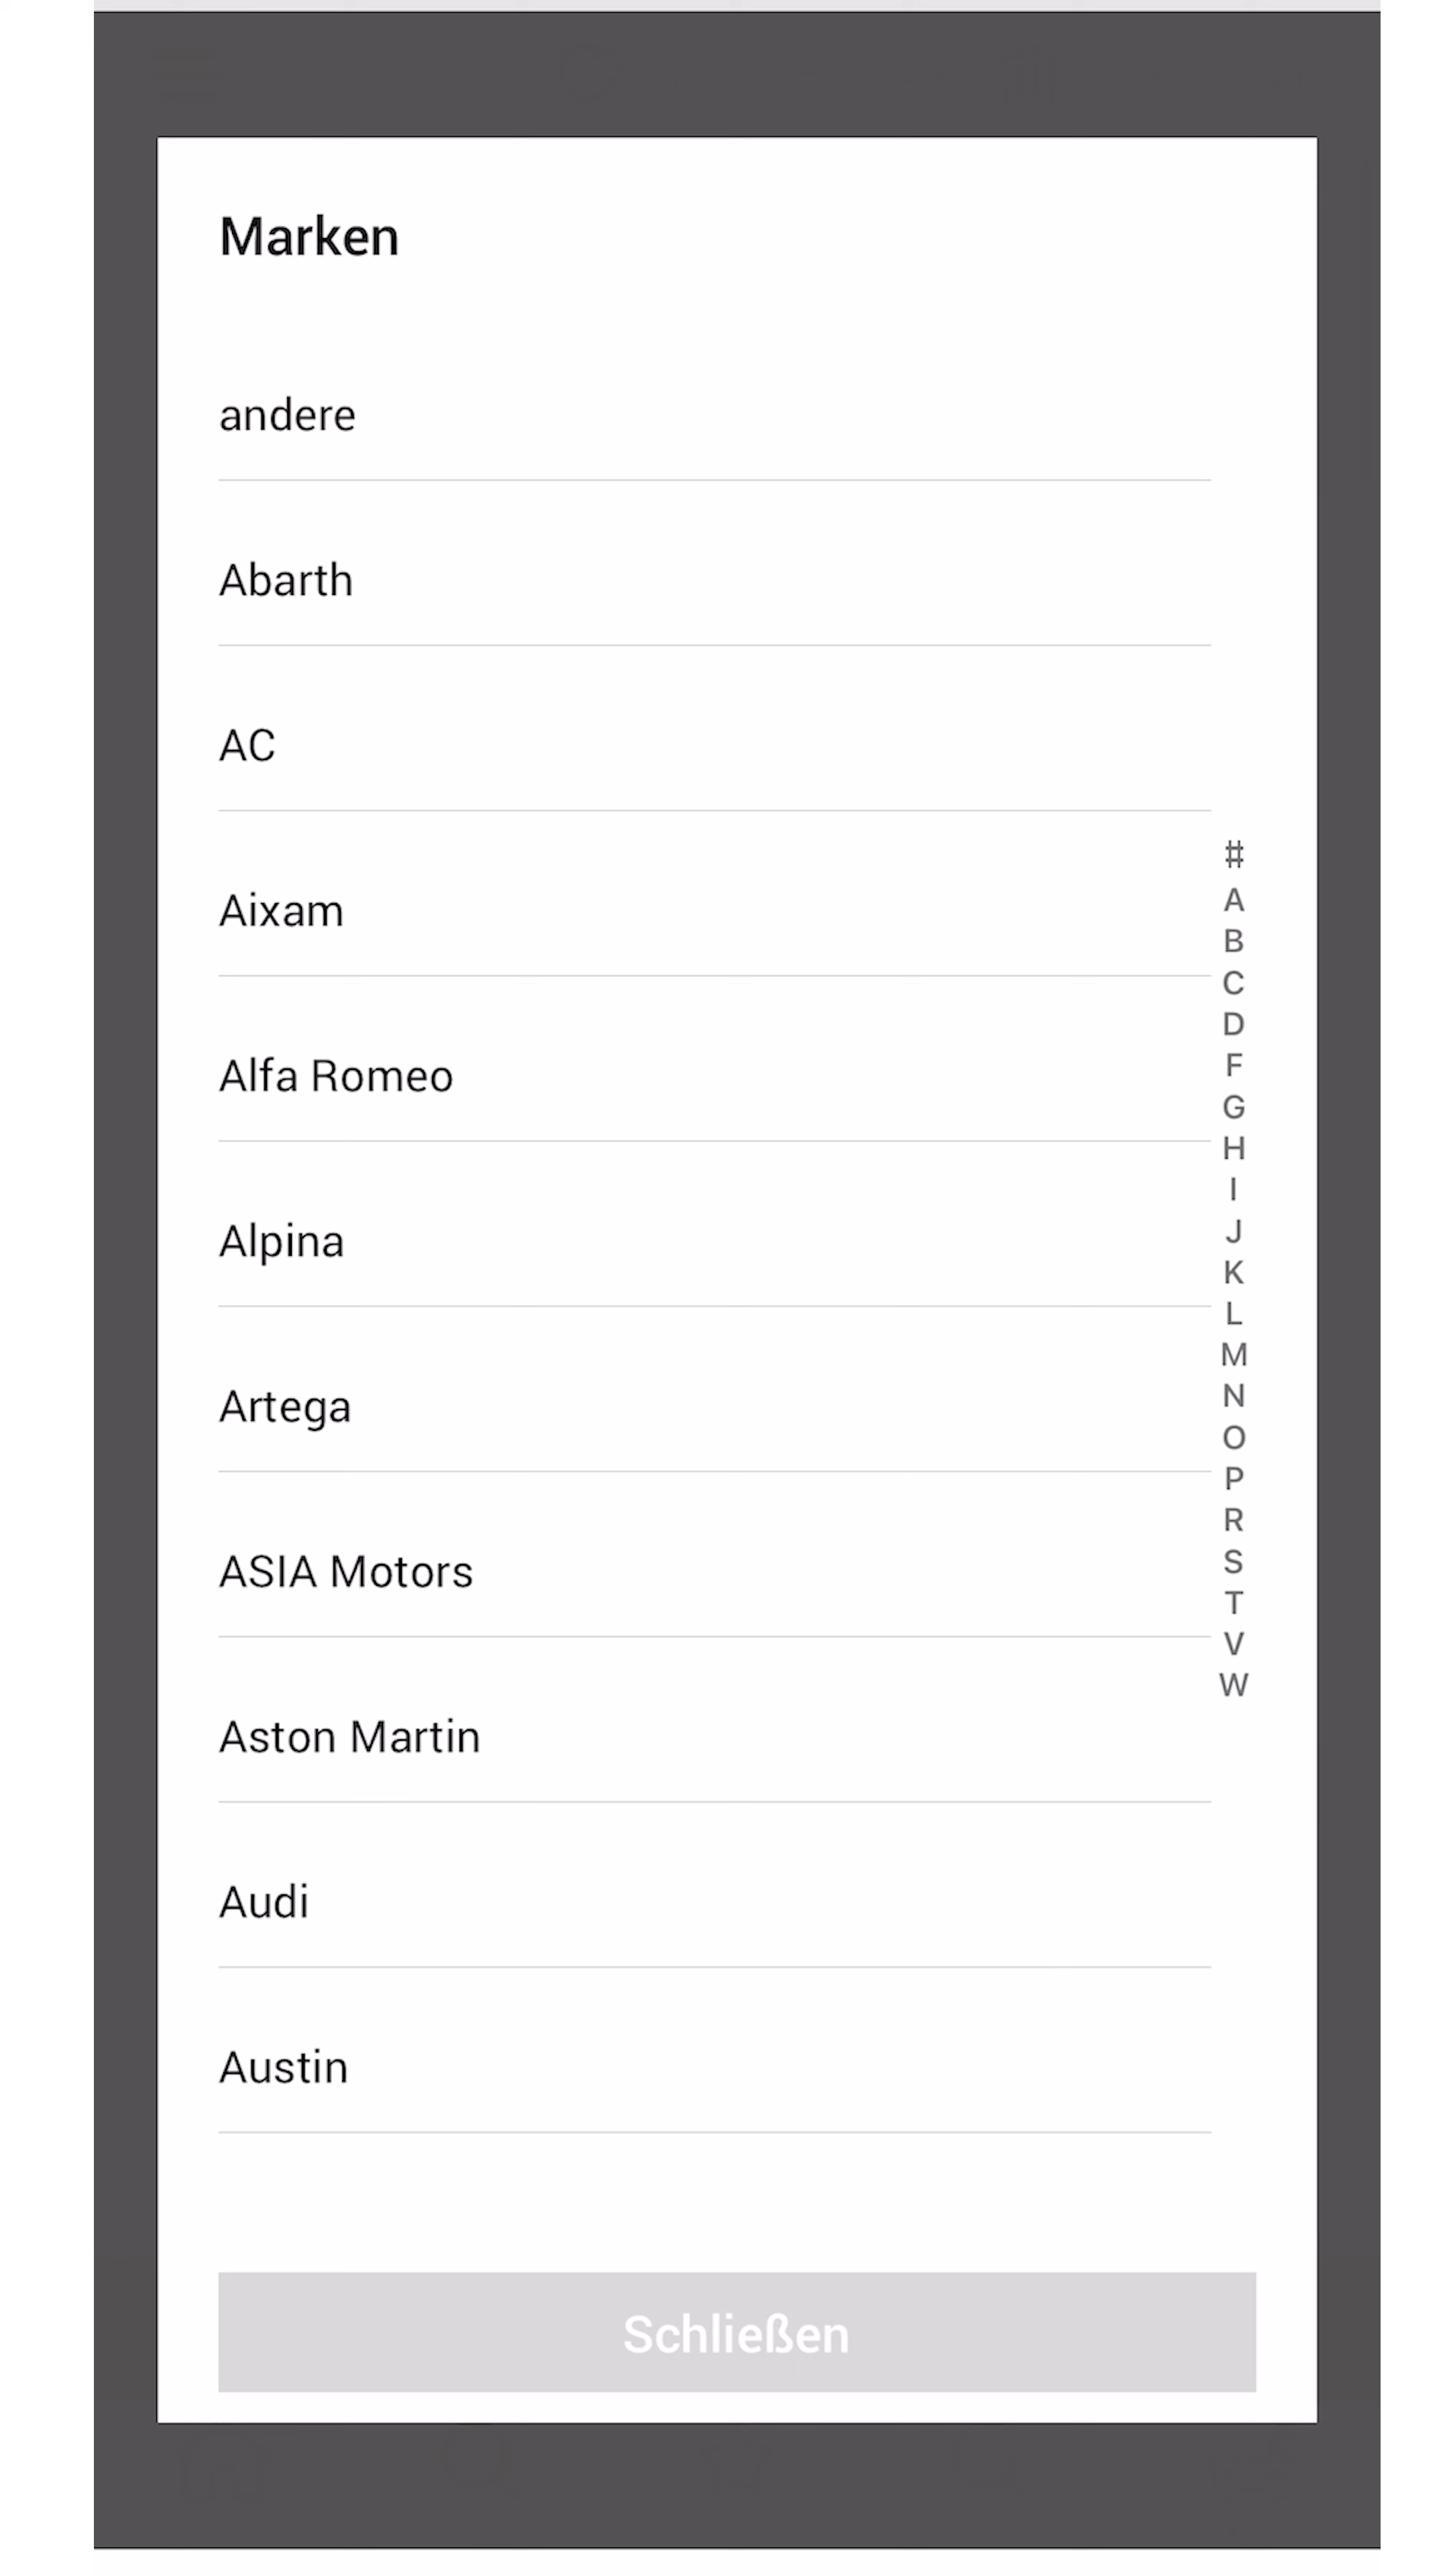 Marken
andere
Abarth
AC
Aixam
Alfa Romeo
Alpina
Artega
ASIA Motors
Aston Martin
Audi
Austin
#
A
B
C
D
F
G
H
I
J
K
L
M
N
O
P
R
S
T
V
W
Schließen